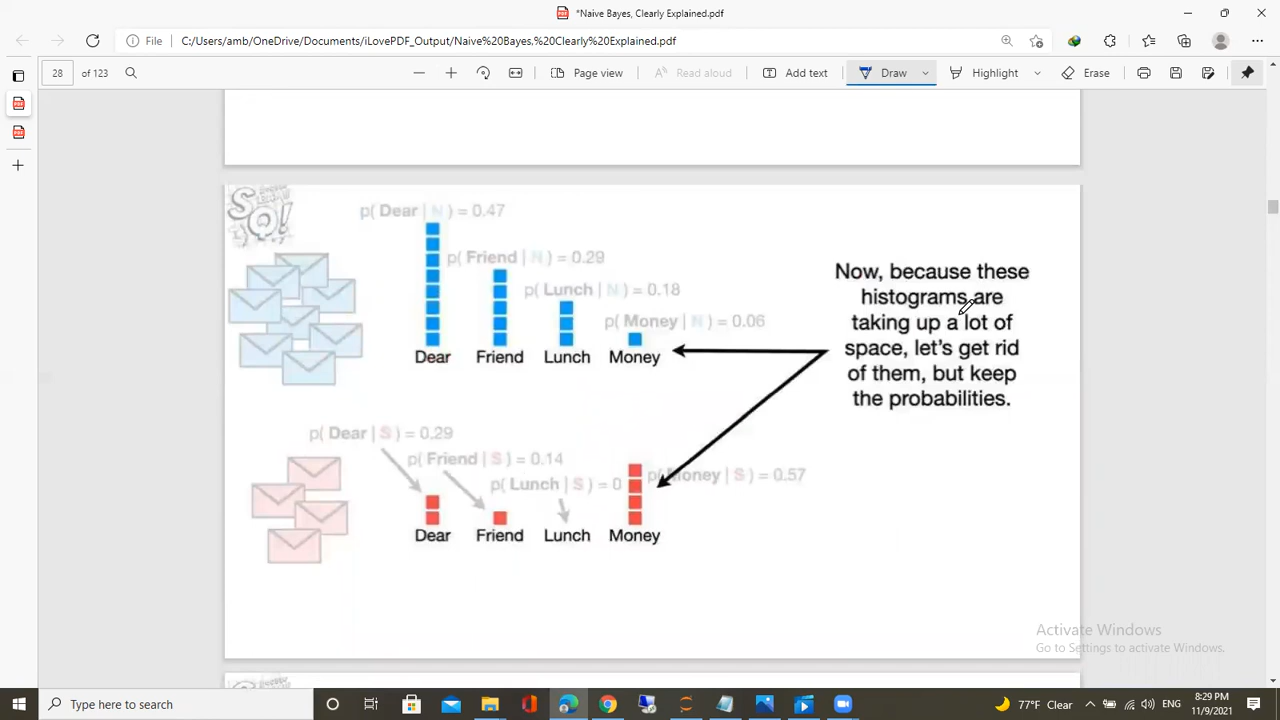 *Naive Bayes, Clearly Explained.pdf
File C:/Users/amb/OneDrive/Documents/iLovePDF_Output/Naive%20Bayes,%20Clearly%20Explained.pdf
28 of 123 Page view Read aloud Add text Draw Highlight Erase
SQ!
p( Dear | N ) = 0.47
p( Friend | N ) = 0.29
p( Lunch | N ) = 0.18
p( Money | N ) = 0.06
Dear Friend Lunch Money
Now, because these
histograms are
taking up a lot of
space, let's get rid
of them, but keep
the probabilities.
p( Dear | S ) = 0.29
p( Friend | S ) = 0.14
p( Lunch | S ) = 0
p( Money | S ) = 0.57
Dear Friend Lunch Money
Activate Windows
Go to Settings to activate Windows.
Type here to search
77°F Clear
8:29 PM
11/9/2021